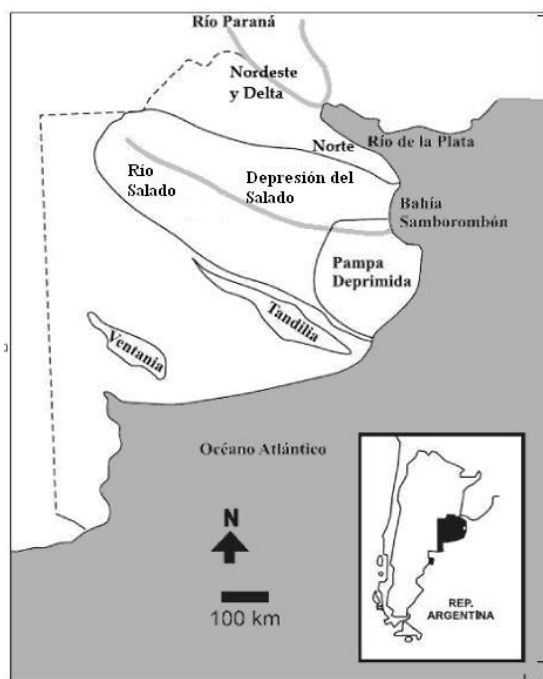 Río Paraná
Nordeste
y Delta
Río de la Plata
Norte
Río
Salado
Depresión del
Salado
Bahía
Samborombón
Pampa
Deprimida
Tandilia
Ventania
Océano Atlántico
N
100 km
REP.
ARGENTINA